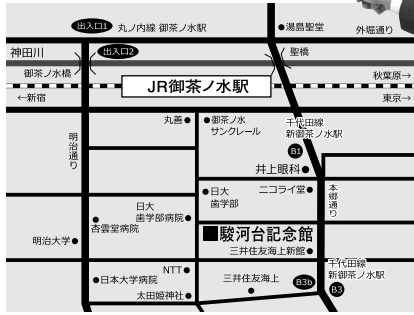 出入口1
丸ノ内線 御茶ノ水駅
湯島聖堂
外堀通り
神田川
出入口2
聖橋
御茶ノ水橋
JR御茶ノ水駅
秋葉原→
←新宿
東京→
丸善
御茶ノ水
サンクレール
千代田線
新御茶ノ水駅
明治通り
B1
井上眼科
日大
歯学部
ニコライ堂
本郷通り
日大
歯学部病院
杏雲堂病院
駿河台記念館
明治大学
三井住友海上新館
NTT
日本大学病院
太田姫神社
三井住友海上
千代田線
新御茶ノ水駅
B3b
B3